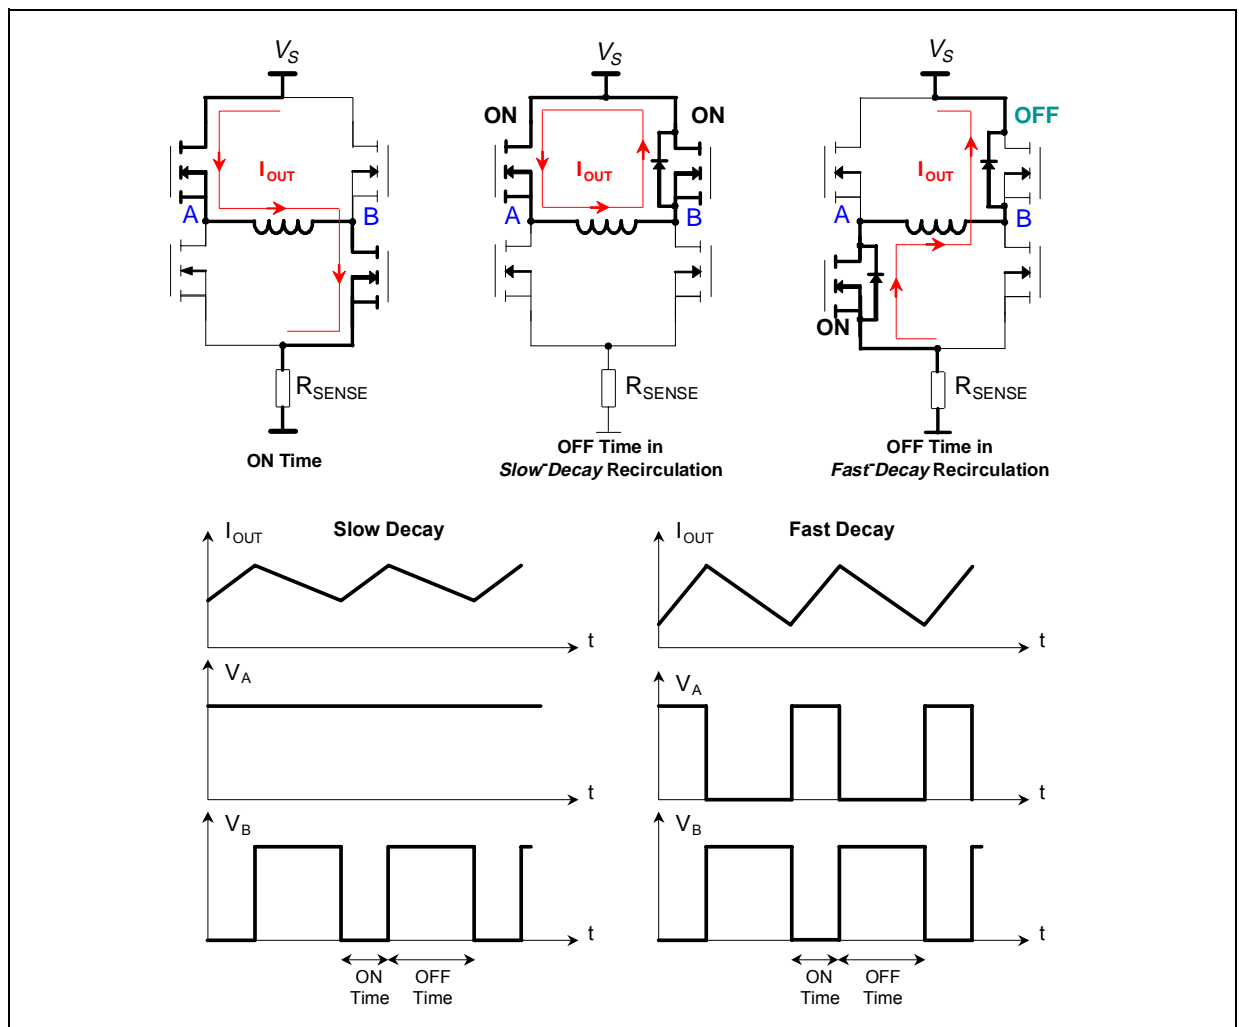 VS
VS
VS
ON
ON
OFF
IOUT
IOUT
IOUT
A
B
A
B
A
B
ON
RSENSE
RSENSE
RSENSE
ON Time
OFF Time in
Slow-Decay Recirculation
OFF Time in
Fast-Decay Recirculation
IOUT
Slow Decay
t
VA
t
VB
t
ON
Time
OFF
Time
IOUT
Fast Decay
t
VA
t
VB
t
ON
Time
OFF
Time